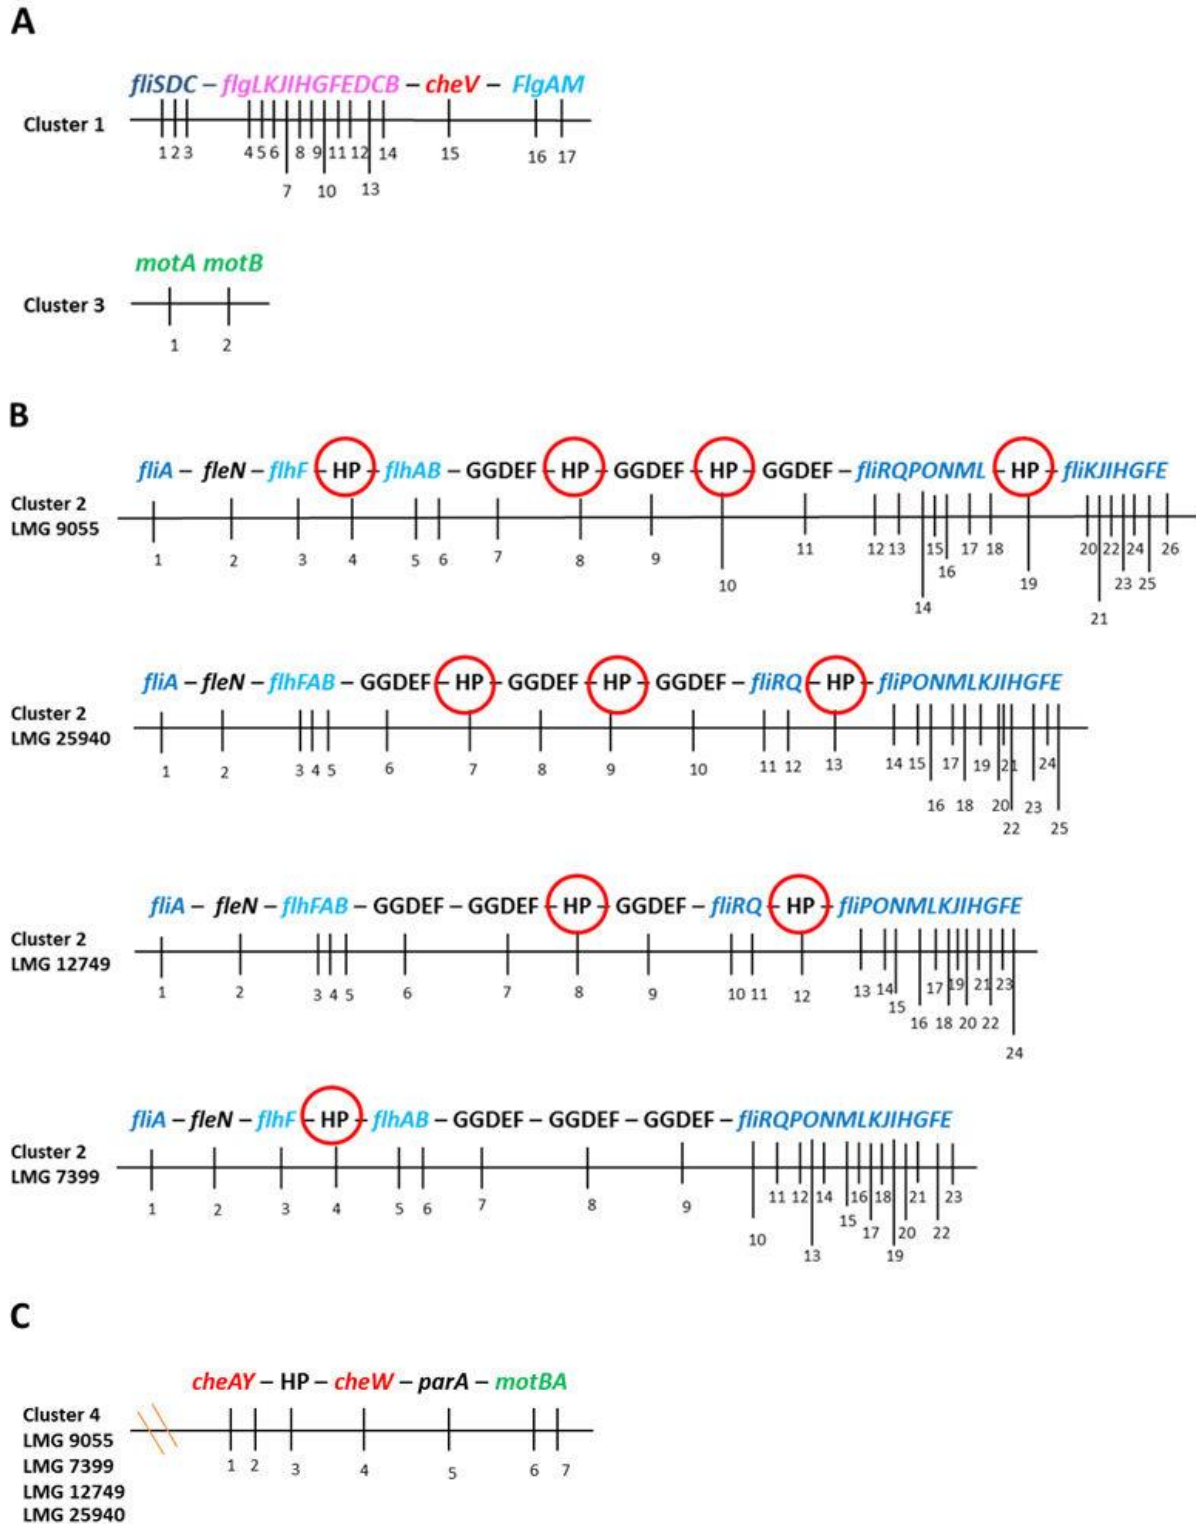 A
fliSDC – flgLKJIHGFEDCB – cheV – FlgAM
Cluster 1
1 2 3 4 5 6 8 9 11 12 14 15 16 17
7 10 13
motA motB
Cluster 3
1 2
B
fliA – fleN – flhF – HP – flhAB – GGDEF – HP – GGDEF – HP – GGDEF – fliRQPONML – HP – fliKJIHGFE
Cluster 2
LMG 9055
1 2 3 4 5 6 7 8 9 10 11 12 13 14 15 16 17 18 19 20 21 22 23 24 25 26
fliA – fleN – flhFAB – GGDEF – HP – GGDEF – HP – GGDEF – fliRQ – HP – fliPONMLKJIHGFE
Cluster 2
LMG 25940
1 2 3 4 5 6 7 8 9 10 11 12 13 14 15 16 17 18 19 20 21 22 23 24 25
fliA – fleN – flhFAB – GGDEF – GGDEF – HP – GGDEF – fliRQ – HP – fliPONMLKJIHGFE
Cluster 2
LMG 12749
1 2 3 4 5 6 7 8 9 10 11 12 13 14 15 16 17 18 19 20 21 22 23 24
fliA – fleN – flhF – HP – flhAB – GGDEF – GGDEF – GGDEF – fliRQPONMLKJIHGFE
Cluster 2
LMG 7399
1 2 3 4 5 6 7 8 9 10 11 12 13 14 15 16 17 18 19 20 21 22 23
C
cheAY – HP – cheW – parA – motBA
Cluster 4
LMG 9055
LMG 7399
LMG 12749
LMG 25940
1 2 3 4 5 6 7